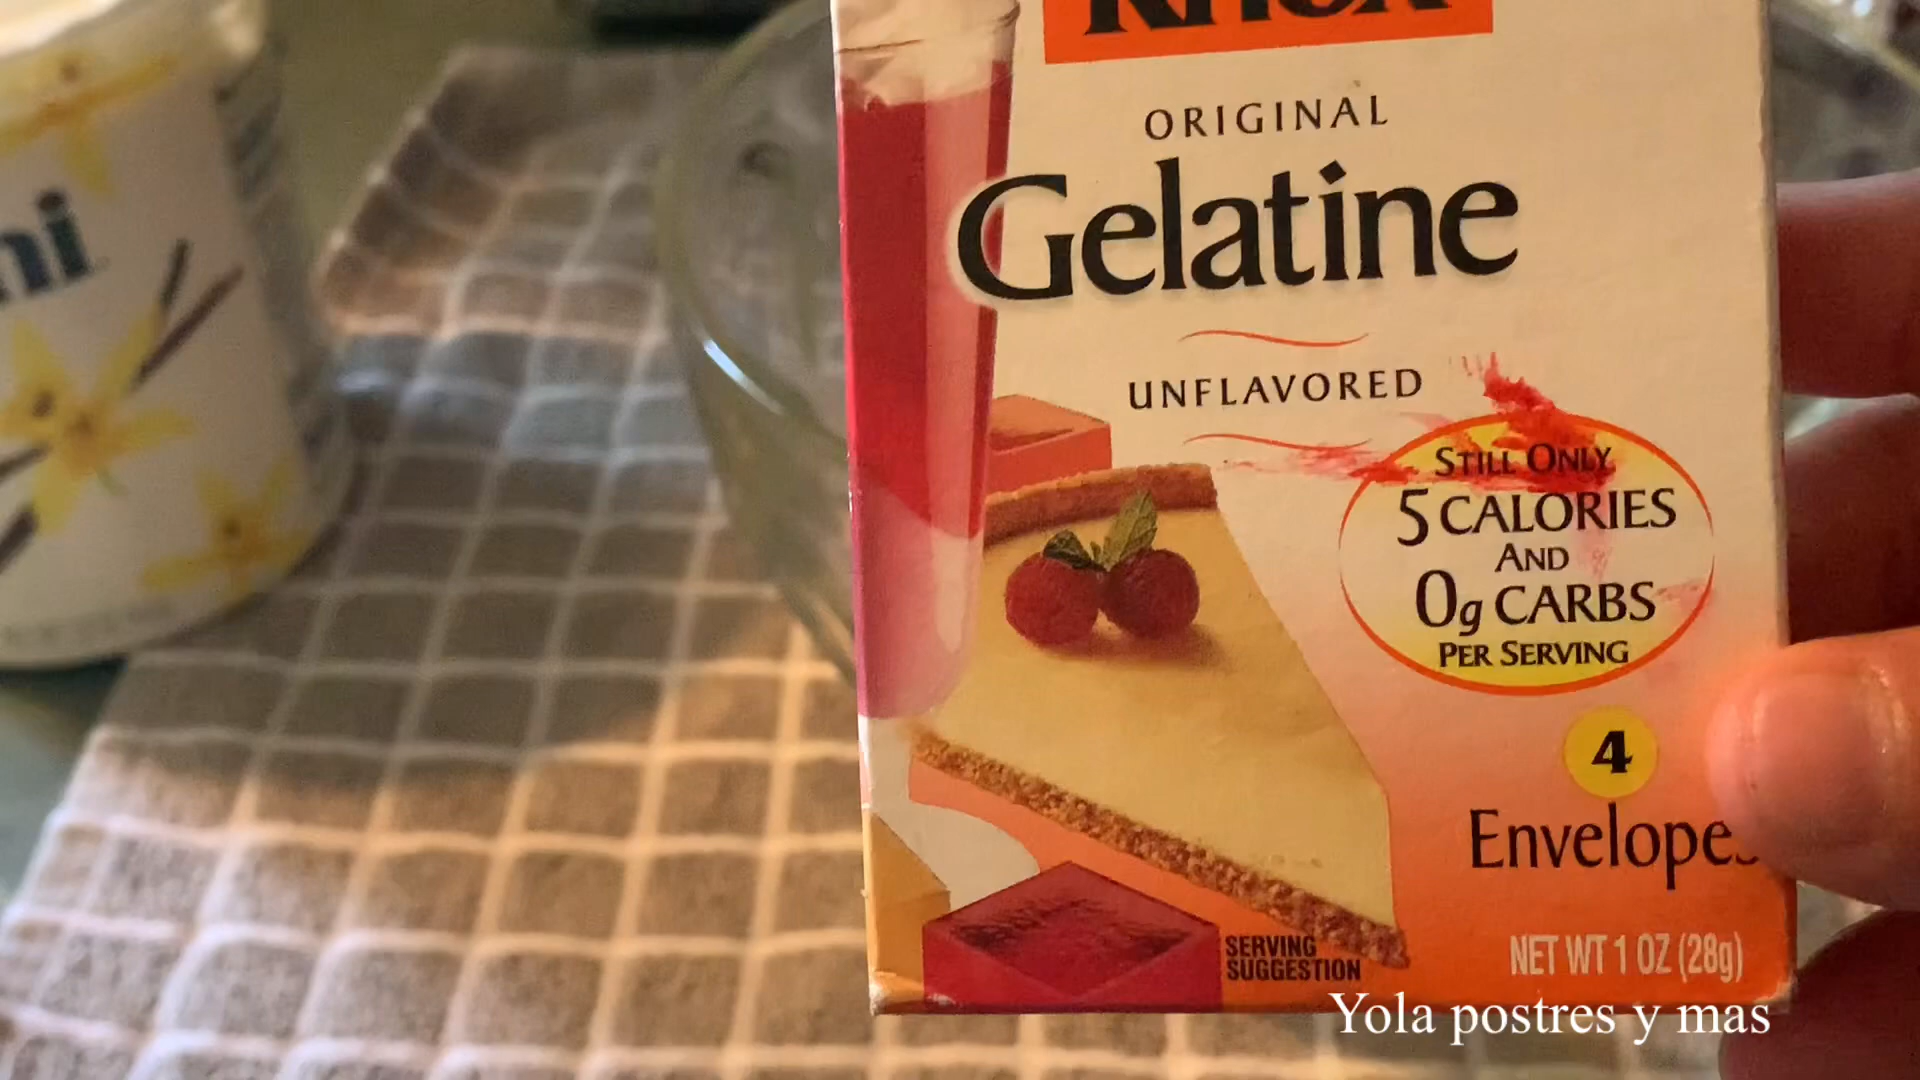 KNOX
ORIGINAL
Gelatine
UNFLAVORED
STILL ONLY
5 CALORIES
AND
0g CARBS
PER SERVING
4
Envelope
SERVING
SUGGESTION
NET WT 1 OZ (28g)
Yola postres y mas